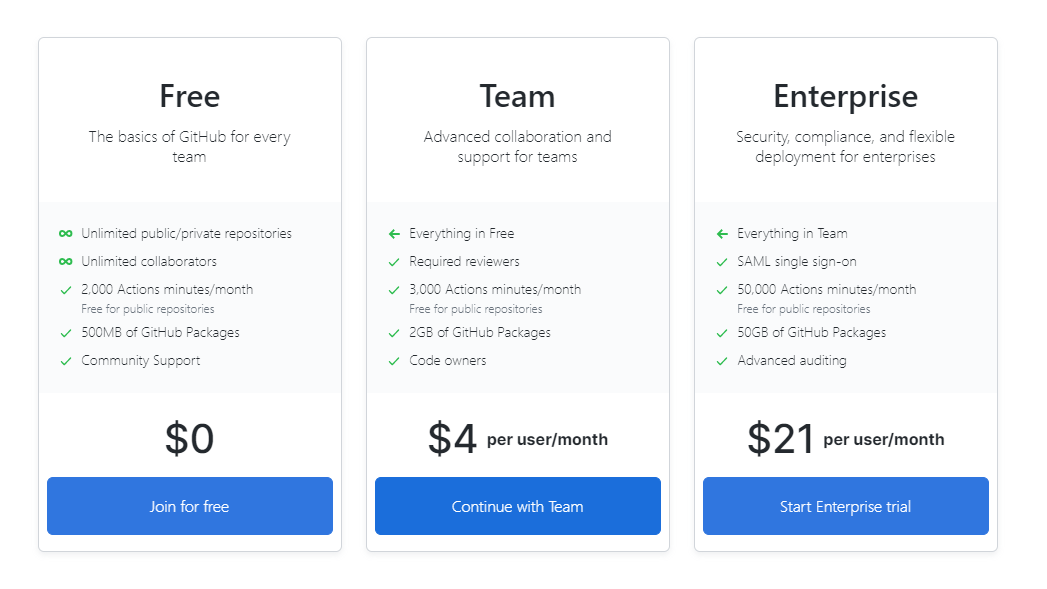 Free
The basics of GitHub for every
team
Unlimited public/private repositories
Unlimited collaborators
2,000 Actions minutes/month
Free for public repositories
500MB of GitHub Packages
Community Support
$0
Join for free
Team
Advanced collaboration and
support for teams
Everything in Free
Required reviewers
3,000 Actions minutes/month
Free for public repositories
2GB of GitHub Packages
Code owners
$4 per user/month
Continue with Team
Enterprise
Security, compliance, and flexible
deployment for enterprises
Everything in Team
SAML single sign-on
50,000 Actions minutes/month
Free for public repositories
50GB of GitHub Packages
Advanced auditing
$21 per user/month
Start Enterprise trial